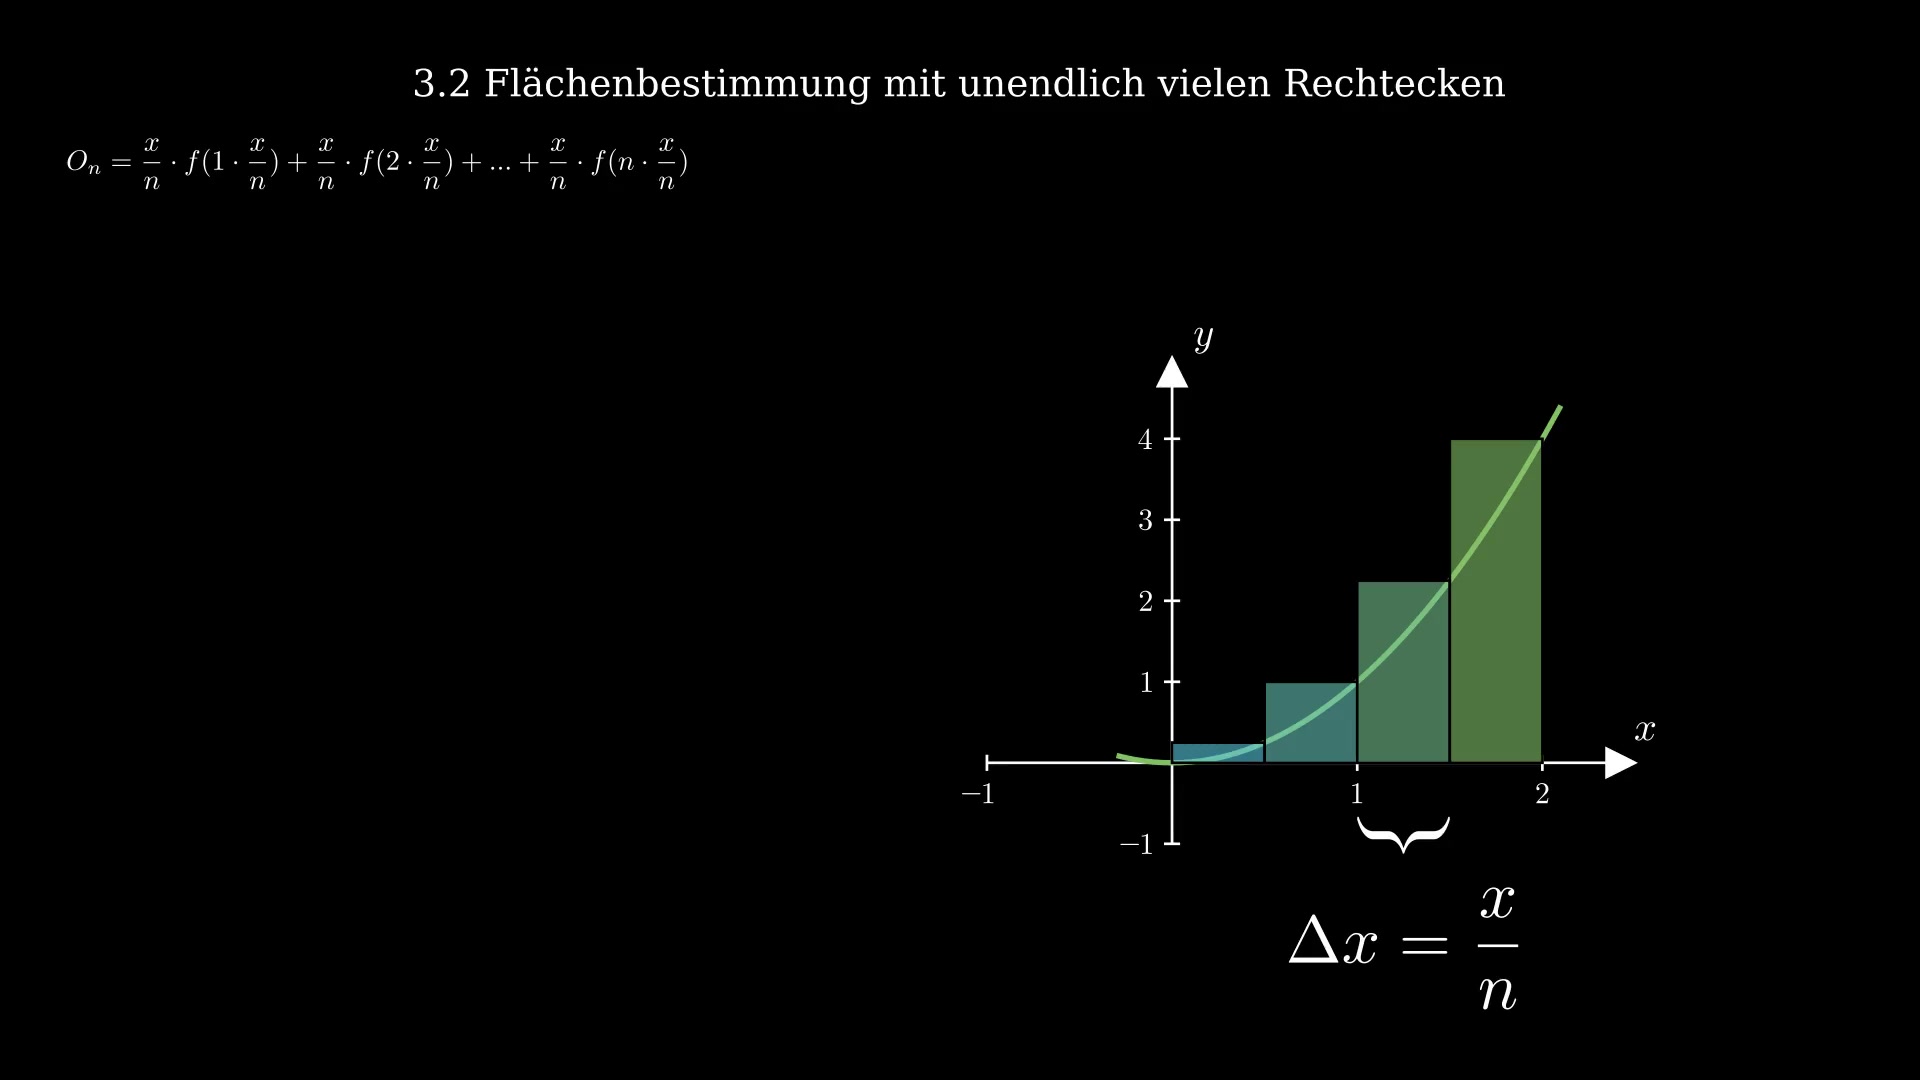 3.2 Flächenbestimmung mit unendlich vielen Rechtecken
$O_n = \frac{x}{n} \cdot f(1 \cdot \frac{x}{n}) + \frac{x}{n} \cdot f(2 \cdot \frac{x}{n}) + ... + \frac{x}{n} \cdot f(n \cdot \frac{x}{n})$
y
4
3
2
1
x
−1 1 2
−1
$\Delta x = \frac{x}{n}$